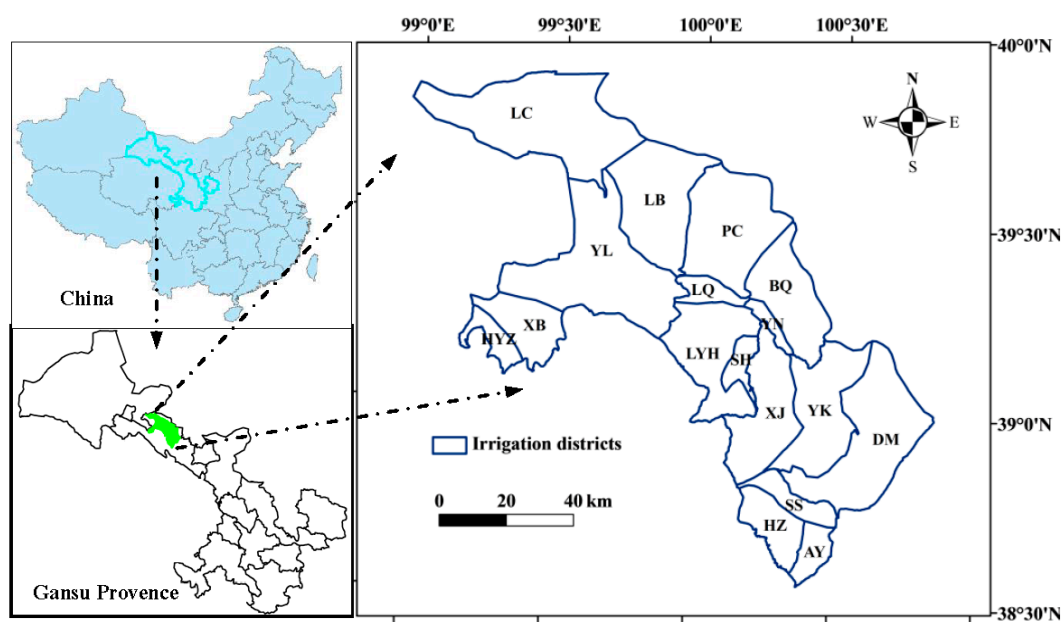 99°0'E 99°30'E 100°0'E 100°30'E
40°0'N
N
W E
S
LC
LB
PC
39°30'N
YL
BQ
LQ
China
YN
XB
HYZ
LYH
SH
XJ
YK
39°0'N
DM
Irrigation districts
0 20 40 km
SS
HZ
AY
Gansu Provence
38°30'N